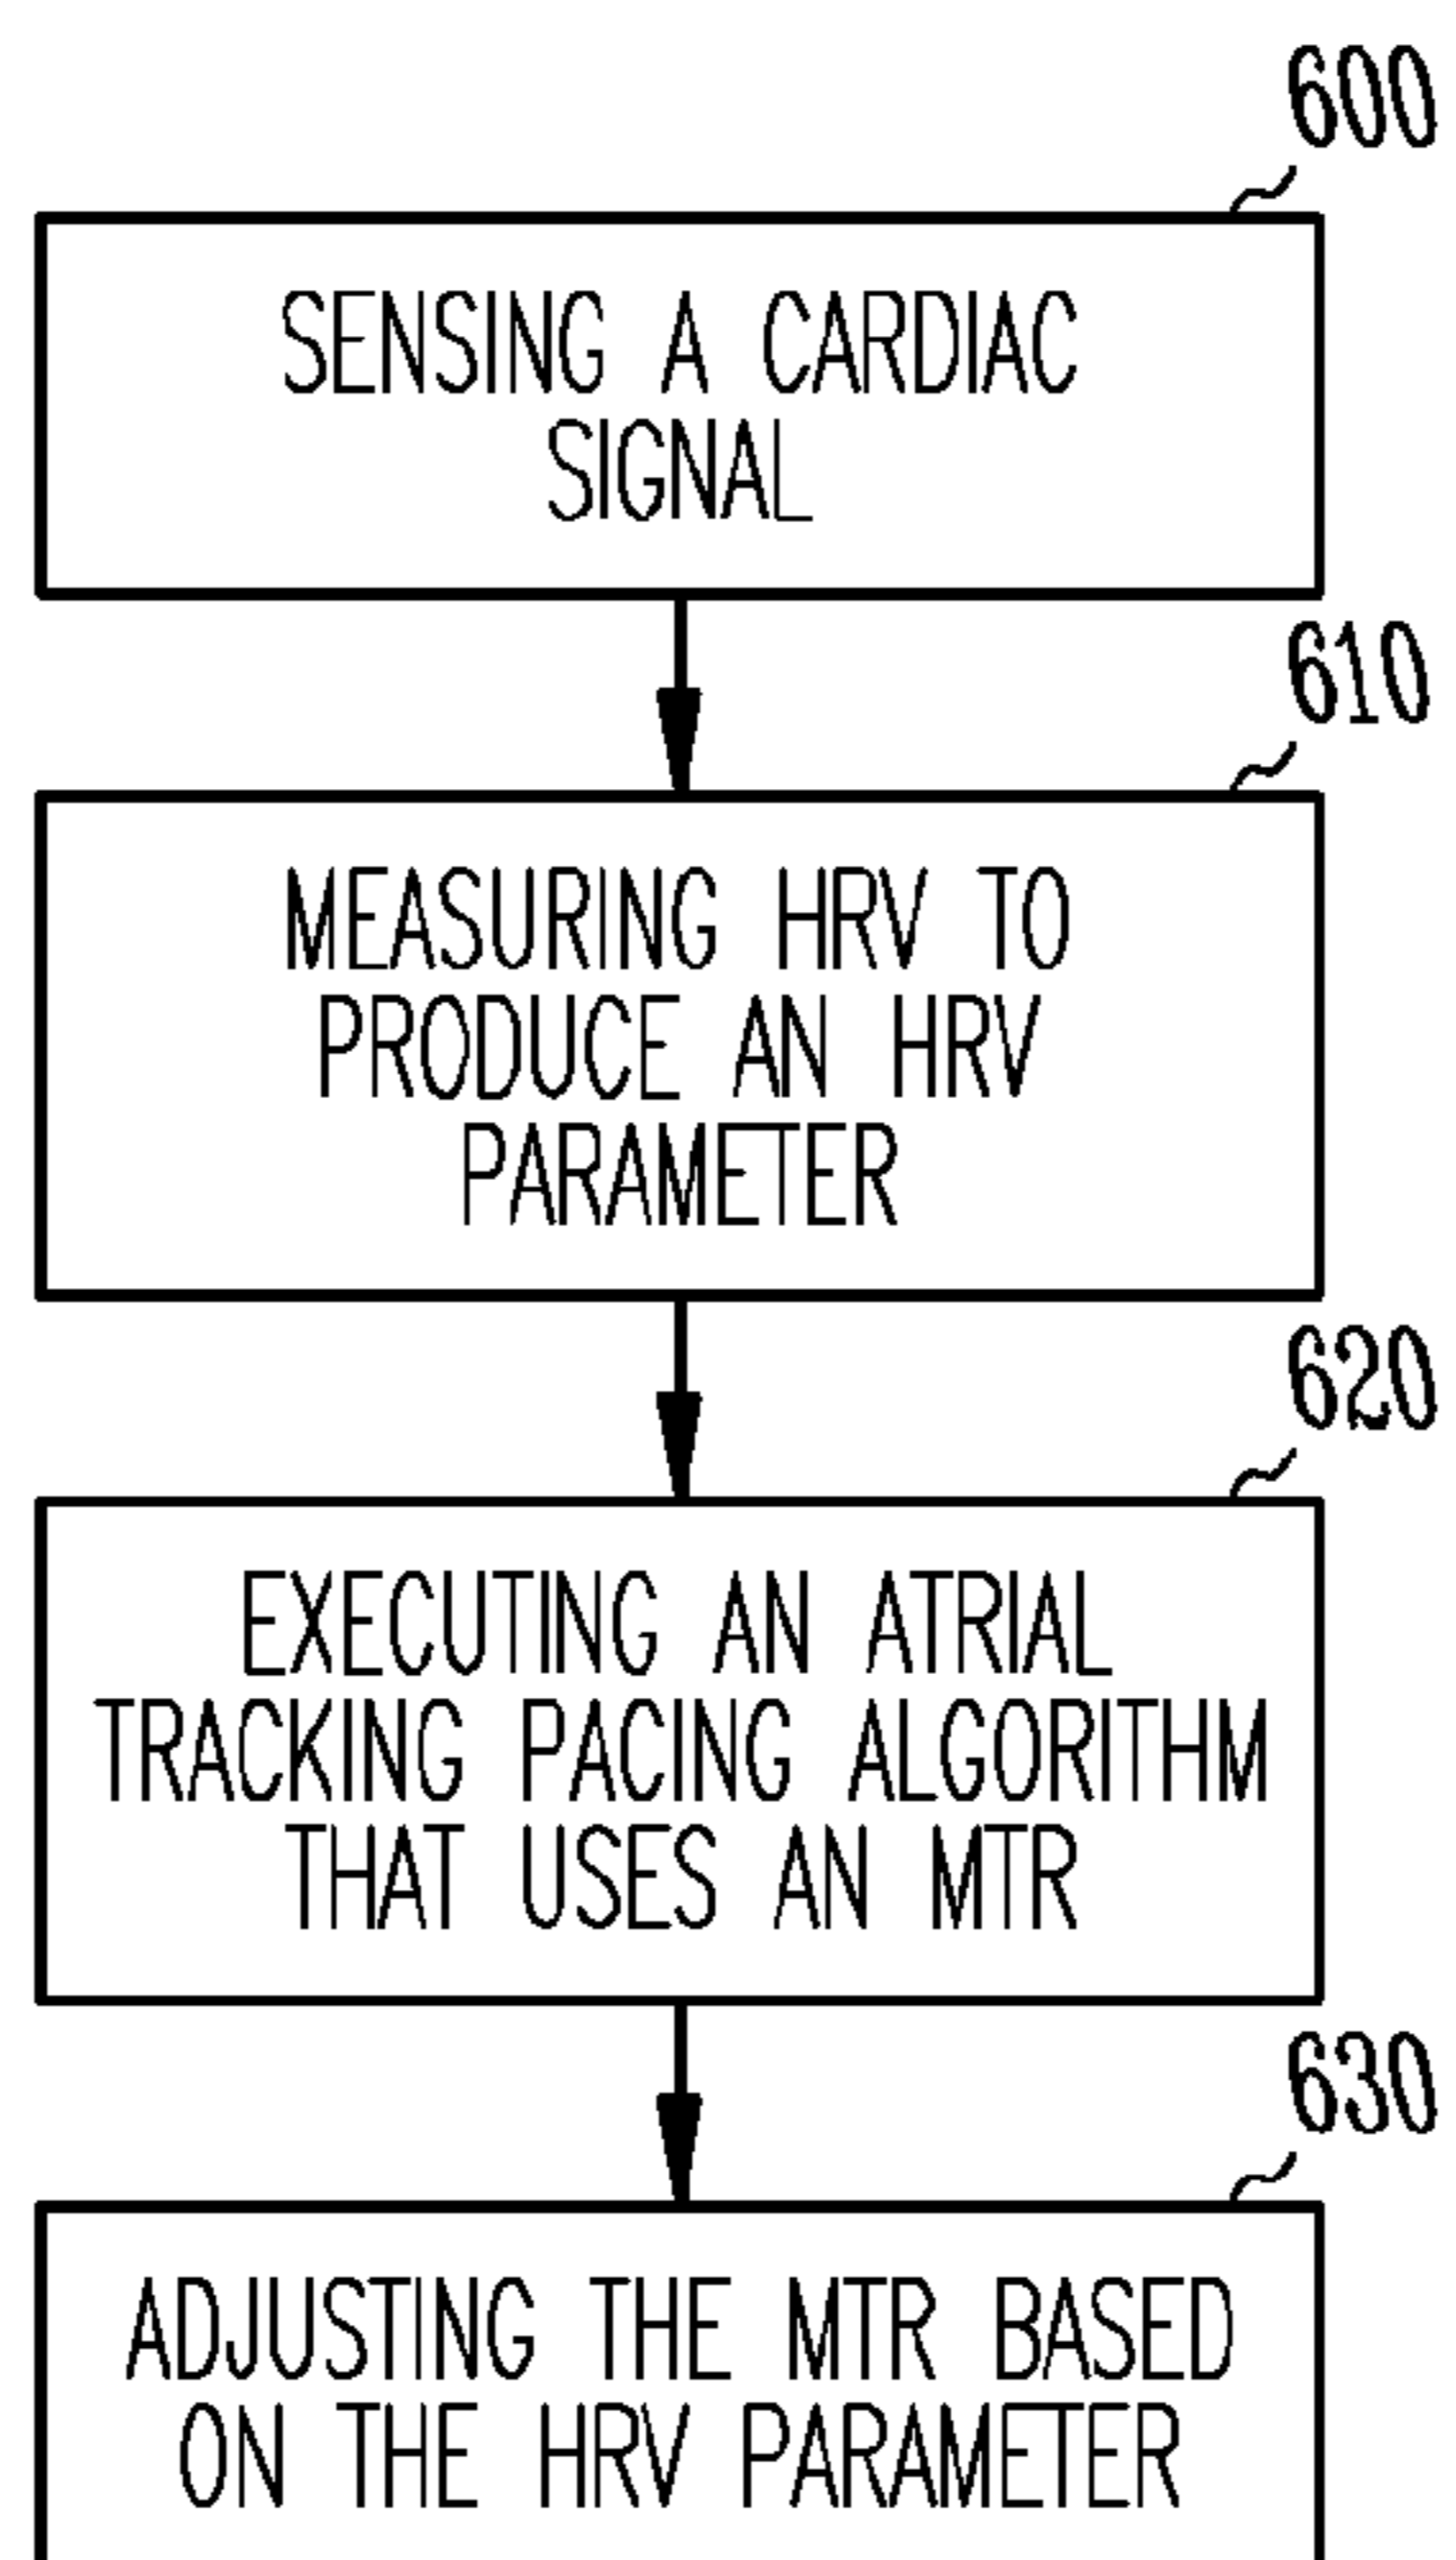 600
SENSING A CARDIAC
SIGNAL
610
MEASURING HRV TO
PRODUCE AN HRV
PARAMETER
620
EXECUTING AN ATRIAL
TRACKING PACING ALGORITHM
THAT USES AN MTR
630
ADJUSTING THE MTR BASED
ON THE HRV PARAMETER